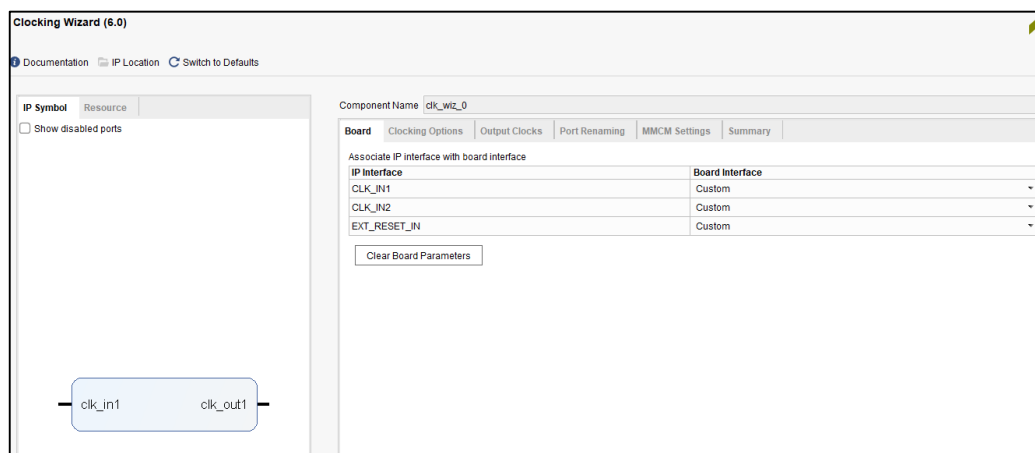 Clocking Wizard (6.0)
Documentation IP Location Switch to Defaults
IP Symbol Resource
Show disabled ports
clk_in1 clk_out1
Component Name clk_wiz_0
Board Clocking Options Output Clocks Port Renaming MMCM Settings Summary
Associate IP interface with board interface
IP Interface Board Interface
CLK_IN1 Custom
CLK_IN2 Custom
EXT_RESET_IN Custom
Clear Board Parameters